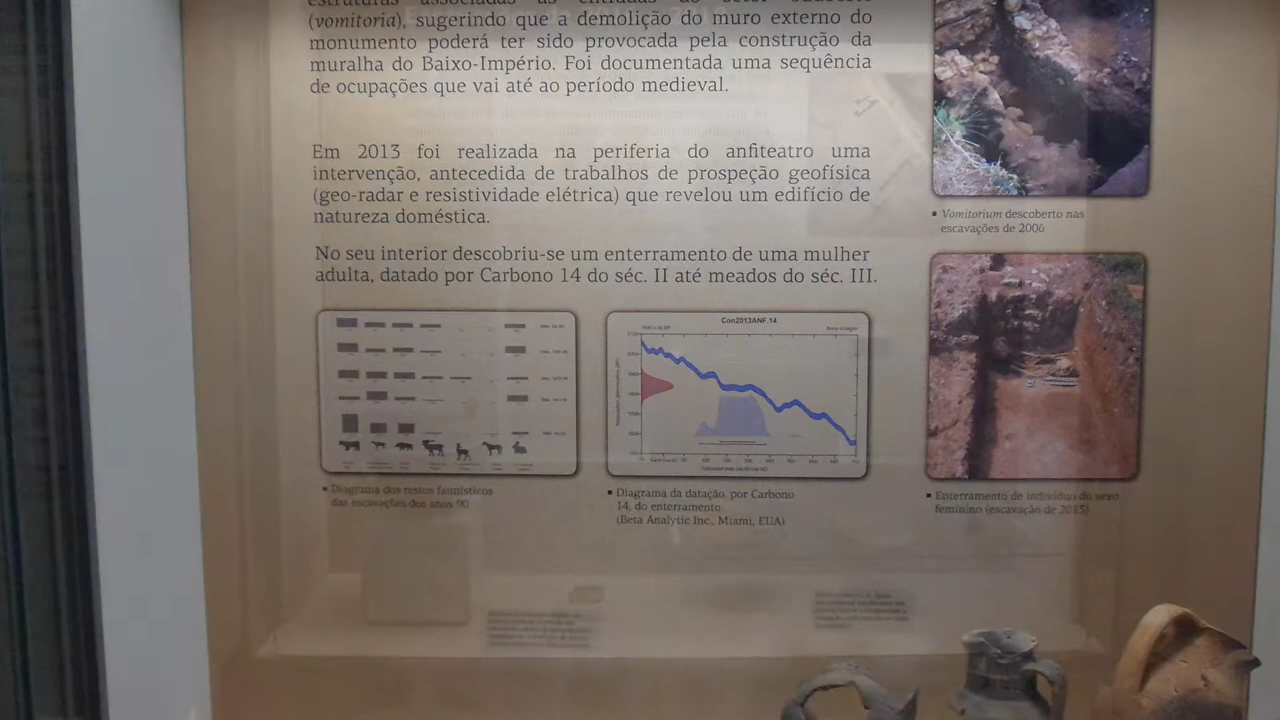 (vomitoria), sugerindo que a demolição do muro externo do
monumento poderá ter sido provocada pela construção da
muralha do Baixo-Império. Foi documentada uma sequência
de ocupações que vai até ao período medieval.
Em 2013 foi realizada na periferia do anfiteatro uma
intervenção, antecedida de trabalhos de prospeção geofísica
(geo-radar e resistividade elétrica) que revelou um edifício de
natureza doméstica.
No seu interior descobriu-se um enterramento de uma mulher
adulta, datado por Carbono 14 do séc. II até meados do séc. III.
▪ Vomitorium descoberto nas
escavações de 2006
Con2013ANF.14
▪ Diagrama dos restos faunísticos
das escavações dos anos 90
▪ Diagrama da datação, por Carbono
14, do enterramento
(Beta Analytic Inc., Miami, EUA)
▪ Enterramento de indivíduo do sexo
feminino (escavação de 2013)